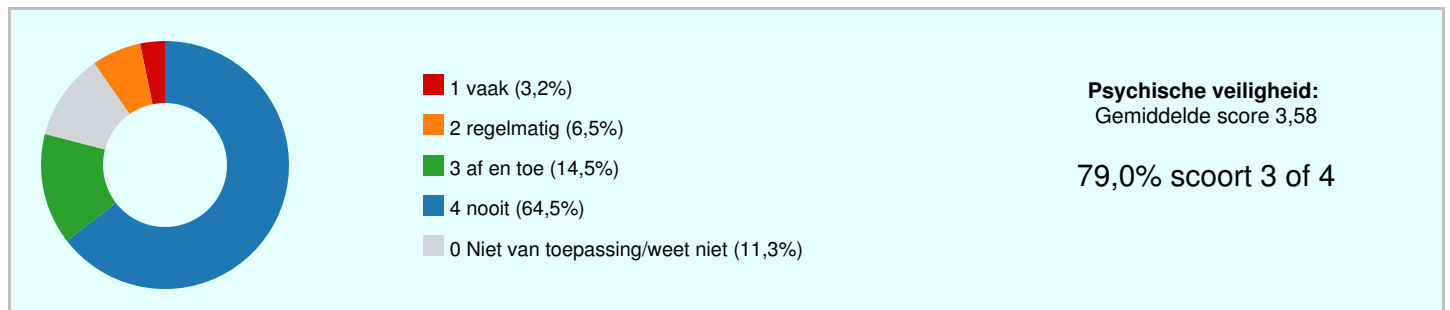 1 vaak (3,2%)
2 regelmatig (6,5%)
3 af en toe (14,5%)
4 nooit (64,5%)
0 Niet van toepassing/weet niet (11,3%)
Psychische veiligheid:
Gemiddelde score 3,58
79,0% scoort 3 of 4